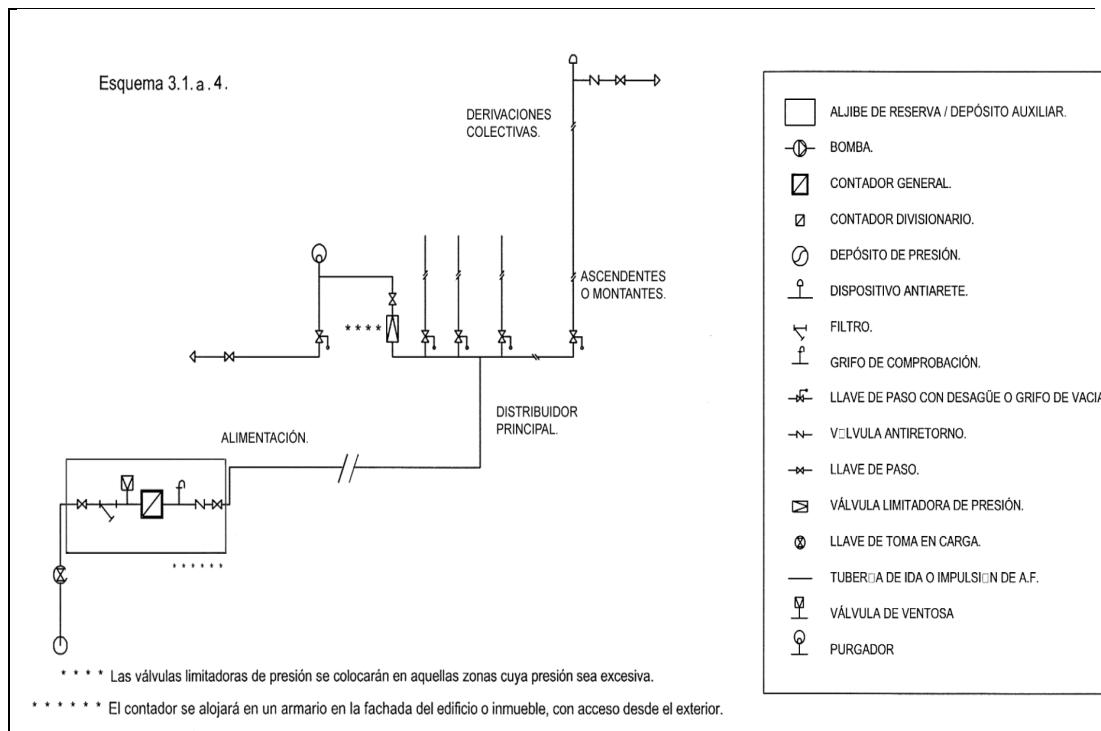 Esquema 3.1.a.4.
DERIVACIONES
COLECTIVAS.
ASCENDENTES
O MONTANTES.
* * * *
DISTRIBUIDOR
PRINCIPAL.
ALIMENTACIÓN.
* * * * * *
* * * * Las válvulas limitadoras de presión se colocarán en aquellas zonas cuya presión sea excesiva.
* * * * * * El contador se alojará en un armario en la fachada del edificio o inmueble, con acceso desde el exterior.
ALJIBE DE RESERVA / DEPÓSITO AUXILIAR.
BOMBA.
CONTADOR GENERAL.
CONTADOR DIVISIONARIO.
DEPÓSITO DE PRESIÓN.
DISPOSITIVO ANTIARETE.
FILTRO.
GRIFO DE COMPROBACIÓN.
LLAVE DE PASO CON DESAGÜE O GRIFO DE VACIA
V□LVULA ANTIRETORNO.
LLAVE DE PASO.
VÁLVULA LIMITADORA DE PRESIÓN.
LLAVE DE TOMA EN CARGA.
TUBER□A DE IDA O IMPULSI□N DE A.F.
VÁLVULA DE VENTOSA
PURGADOR